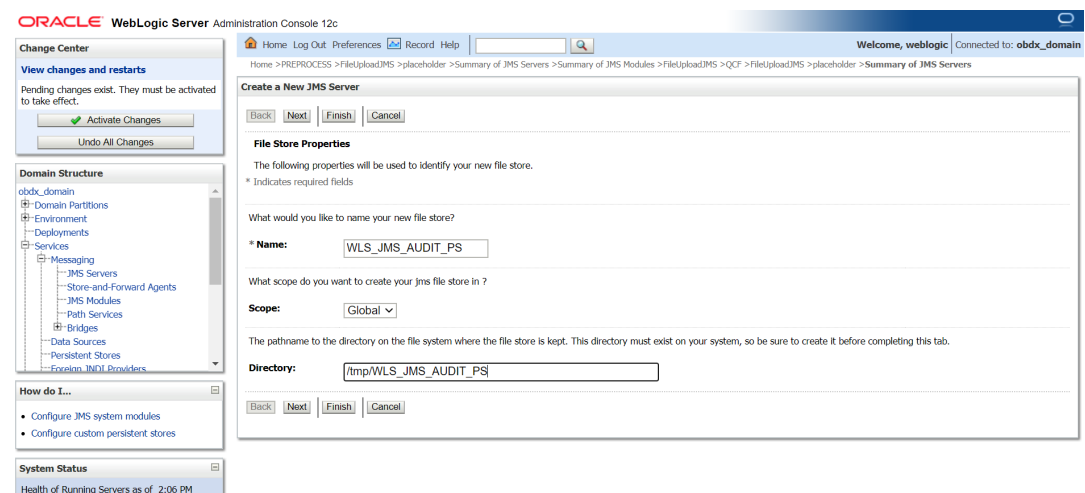 ORACLE WebLogic Server Administration Console 12c
Change Center
View changes and restarts
Pending changes exist. They must be activated
to take effect.
Activate Changes
Undo All Changes
Domain Structure
obdx_domain
Domain Partitions
Environment
Deployments
Services
Messaging
JMS Servers
Store-and-Forward Agents
JMS Modules
Path Services
Bridges
Data Sources
Persistent Stores
Foreign JNDI Providers
How do I...
Configure JMS system modules
Configure custom persistent stores
System Status
Health of Running Servers as of 2:06 PM
Home Log Out Preferences Record Help
Welcome, weblogic Connected to: obdx_domain
Home >PREPROCESS >FileUploadJMS >placeholder >Summary of JMS Servers >Summary of JMS Modules >FileUploadJMS >QCF >FileUploadJMS >placeholder >Summary of JMS Servers
Create a New JMS Server
Back Next Finish Cancel
File Store Properties
The following properties will be used to identify your new file store.
* Indicates required fields
What would you like to name your new file store?
* Name: WLS_JMS_AUDIT_PS
What scope do you want to create your jms file store in ?
Scope: Global
The pathname to the directory on the file system where the file store is kept. This directory must exist on your system, so be sure to create it before completing this tab.
Directory: /tmp/WLS_JMS_AUDIT_PS
Back Next Finish Cancel